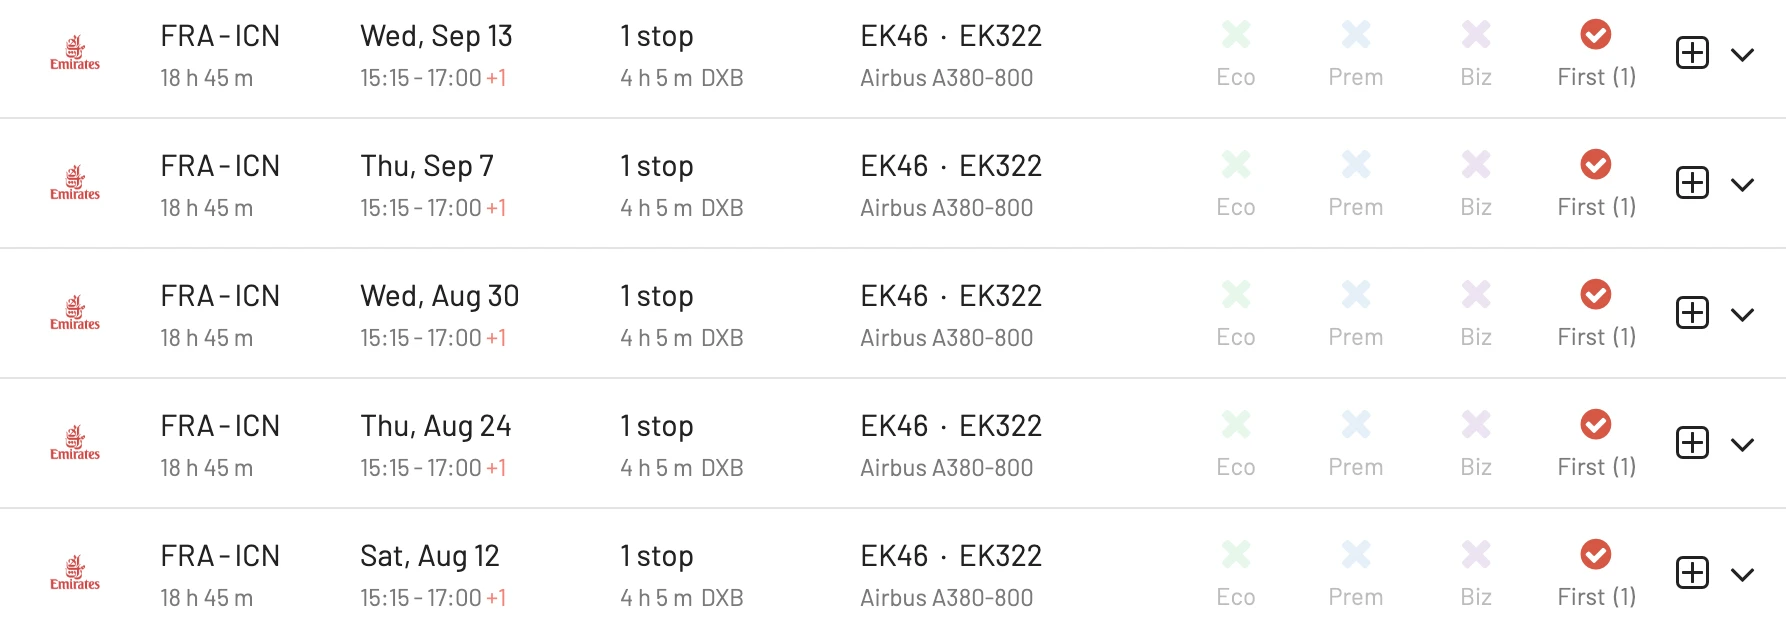 FRA - ICN Wed, Sep 13 1 stop EK46 · EK322
Emirates 18 h 45 m 15:15 - 17:00 +1 4 h 5 m DXB Airbus A380-800 Eco Prem Biz First (1)
FRA - ICN Thu, Sep 7 1 stop EK46 · EK322
Emirates 18 h 45 m 15:15 - 17:00 +1 4 h 5 m DXB Airbus A380-800 Eco Prem Biz First (1)
FRA - ICN Wed, Aug 30 1 stop EK46 · EK322
Emirates 18 h 45 m 15:15 - 17:00 +1 4 h 5 m DXB Airbus A380-800 Eco Prem Biz First (1)
FRA - ICN Thu, Aug 24 1 stop EK46 · EK322
Emirates 18 h 45 m 15:15 - 17:00 +1 4 h 5 m DXB Airbus A380-800 Eco Prem Biz First (1)
FRA - ICN Sat, Aug 12 1 stop EK46 · EK322
Emirates 18 h 45 m 15:15 - 17:00 +1 4 h 5 m DXB Airbus A380-800 Eco Prem Biz First (1)